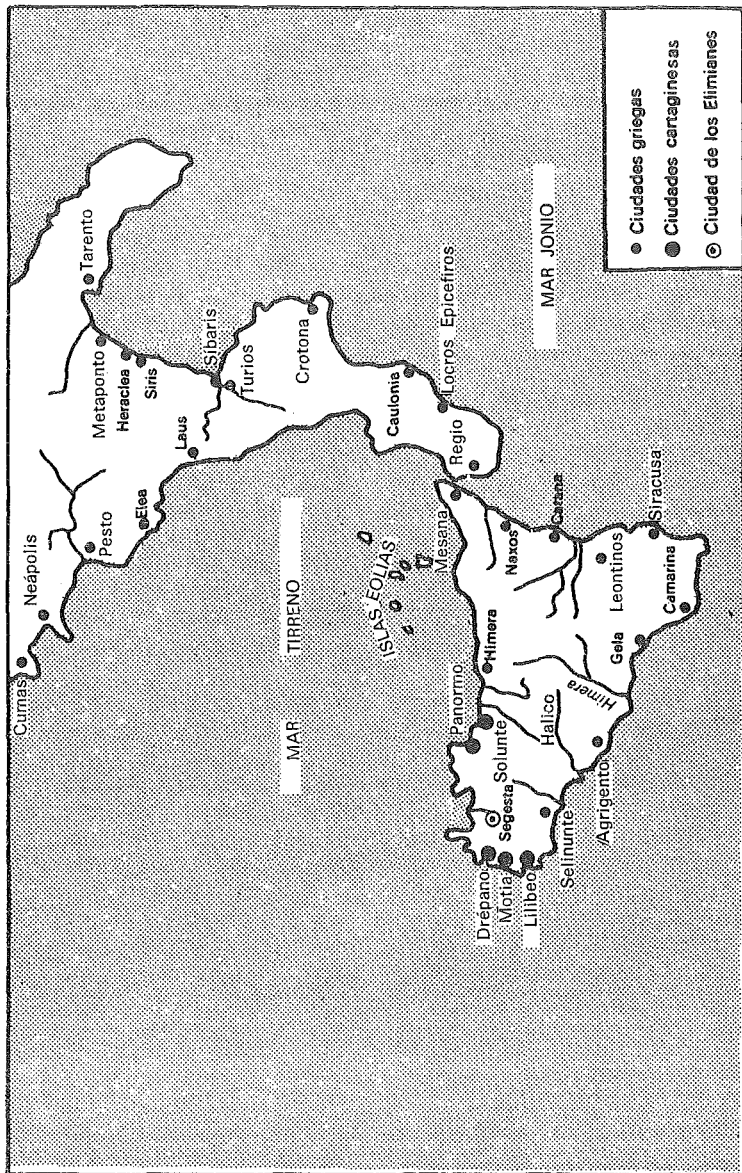 Cumas
Neápolis
Pesto
Elea
Tarento
Metaponto
Heraclea
Siris
Laus
Sibaris
Turios
Crotona
Caulonia
Locros Epicefiros
Regio
MAR TIRRENO
ISLAS EOLIAS
MAR JONIO
Mesana
Naxos
Carana
Leontinos
Siracusa
Camarina
Gela
Himera
Himera
Halico
Panormo
Solunte
Segesta
Drépano
Motia
Lilibeo
Selinunte
Agrigento
Ciudades griegas
Ciudades cartaginesas
Ciudad de los Elimianes